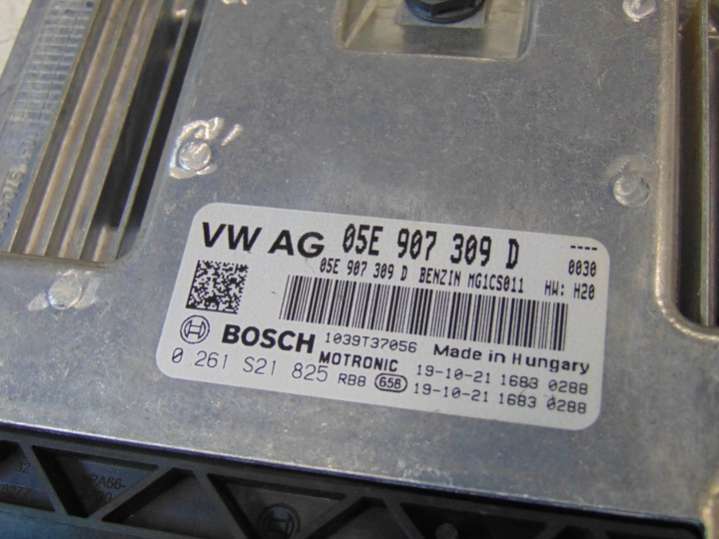 VW AG 05E 907 309 D ----
05E 907 309 D BENZIN MG1CS011 0030
HW: H20
BOSCH 1039T37056 Made in Hungary
MOTRONIC 19-10-21 1683 0288
0 261 S21 825 RBB 656 19-10-21 1683 0288